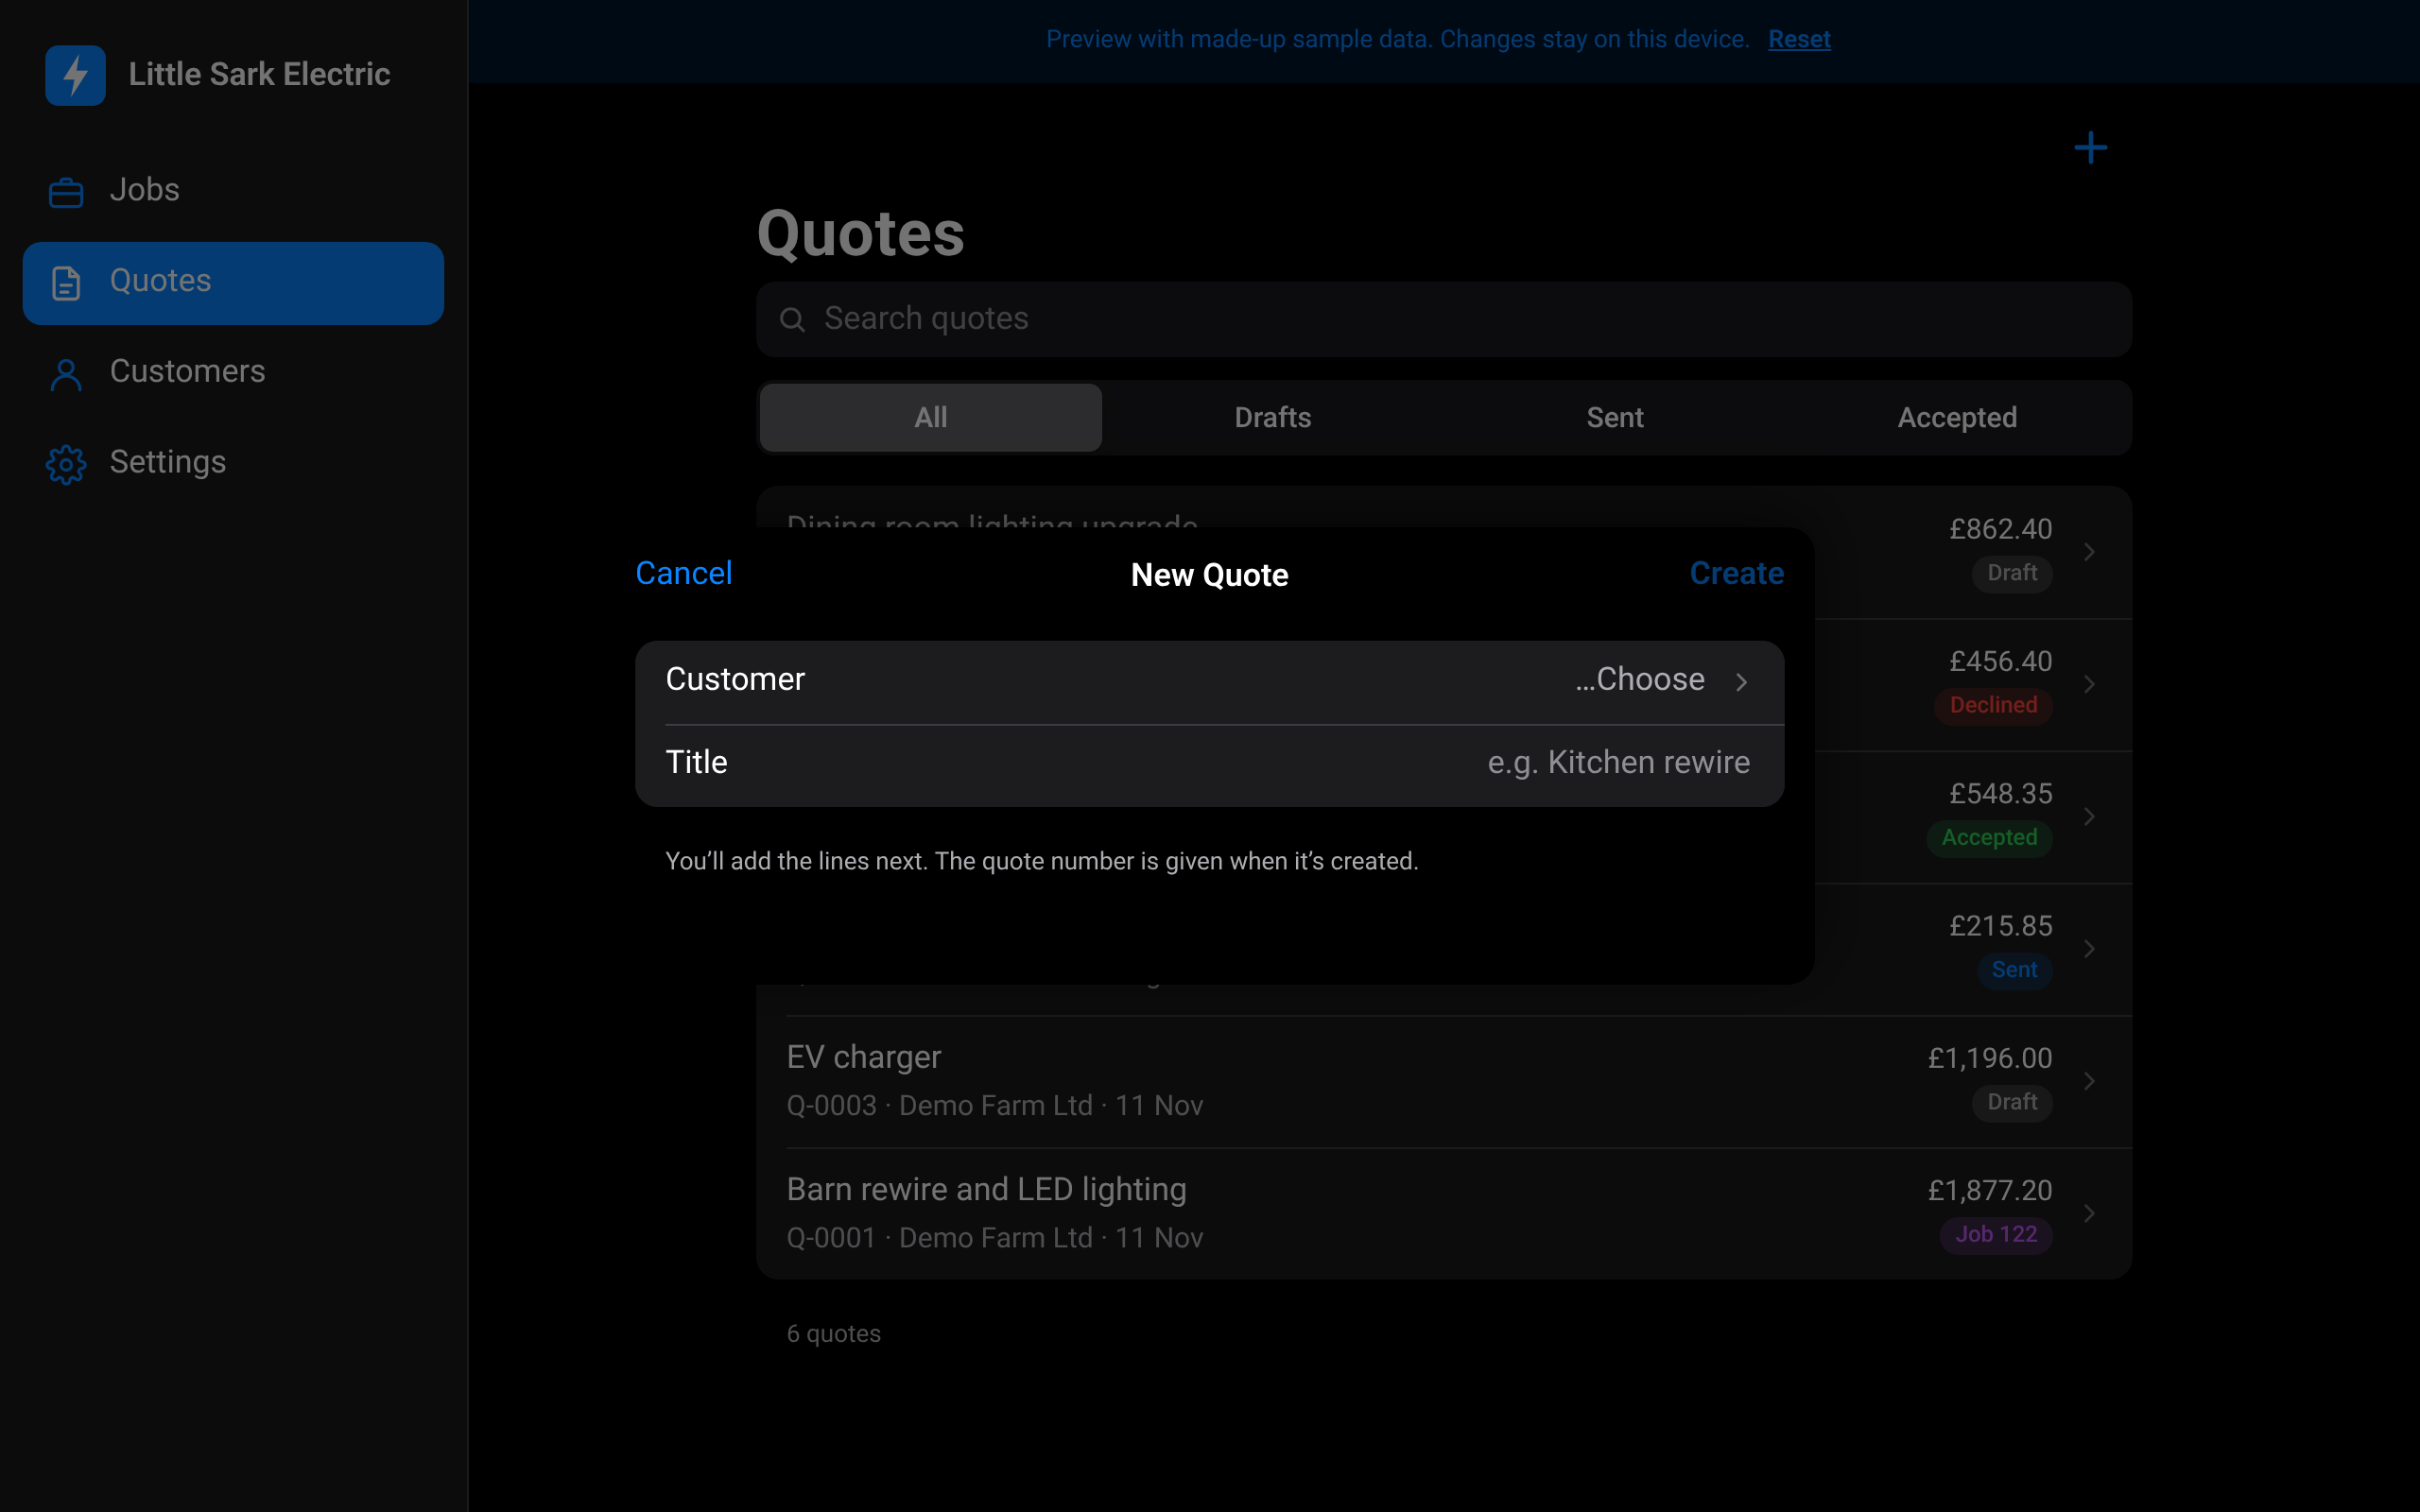 Little Sark Electric
Jobs
Quotes
Customers
Settings
Preview with made-up sample data. Changes stay on this device. Reset
Quotes
Search quotes
All Drafts Sent Accepted
Dining room lighting upgrade
£862.40
Draft
£456.40
Declined
£548.35
Accepted
£215.85
Sent
Cancel New Quote Create
Customer …Choose
Title e.g. Kitchen rewire
You’ll add the lines next. The quote number is given when it’s created.
EV charger £1,196.00
Q-0003 · Demo Farm Ltd · 11 Nov Draft
Barn rewire and LED lighting £1,877.20
Q-0001 · Demo Farm Ltd · 11 Nov Job 122
6 quotes